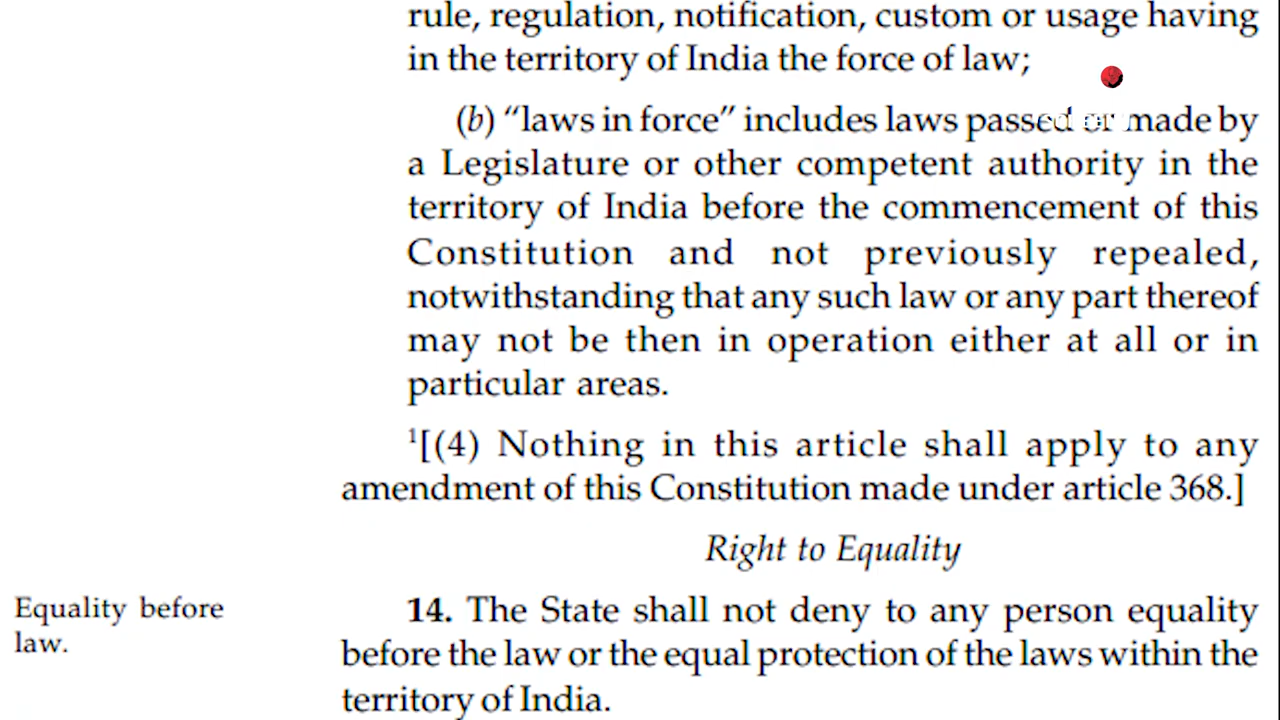 rule, regulation, notification, custom or usage having
in the territory of India the force of law;
(b) “laws in force” includes laws passed or made by
a Legislature or other competent authority in the
territory of India before the commencement of this
Constitution and not previously repealed,
notwithstanding that any such law or any part thereof
may not be then in operation either at all or in
particular areas.
¹[(4) Nothing in this article shall apply to any
amendment of this Constitution made under article 368.]
Right to Equality
Equality before
law.
14. The State shall not deny to any person equality
before the law or the equal protection of the laws within the
territory of India.